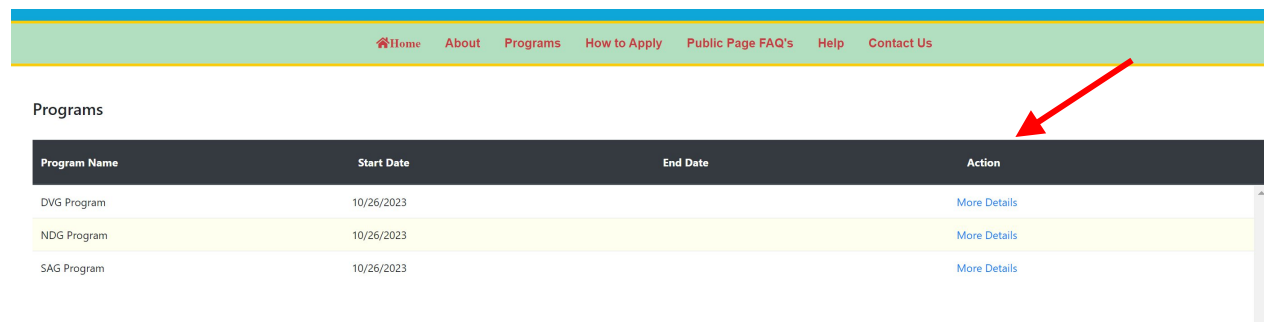 Home About Programs How to Apply Public Page FAQ's Help Contact Us
Programs
Program Name Start Date End Date Action
DVG Program 10/26/2023 More Details
NDG Program 10/26/2023 More Details
SAG Program 10/26/2023 More Details